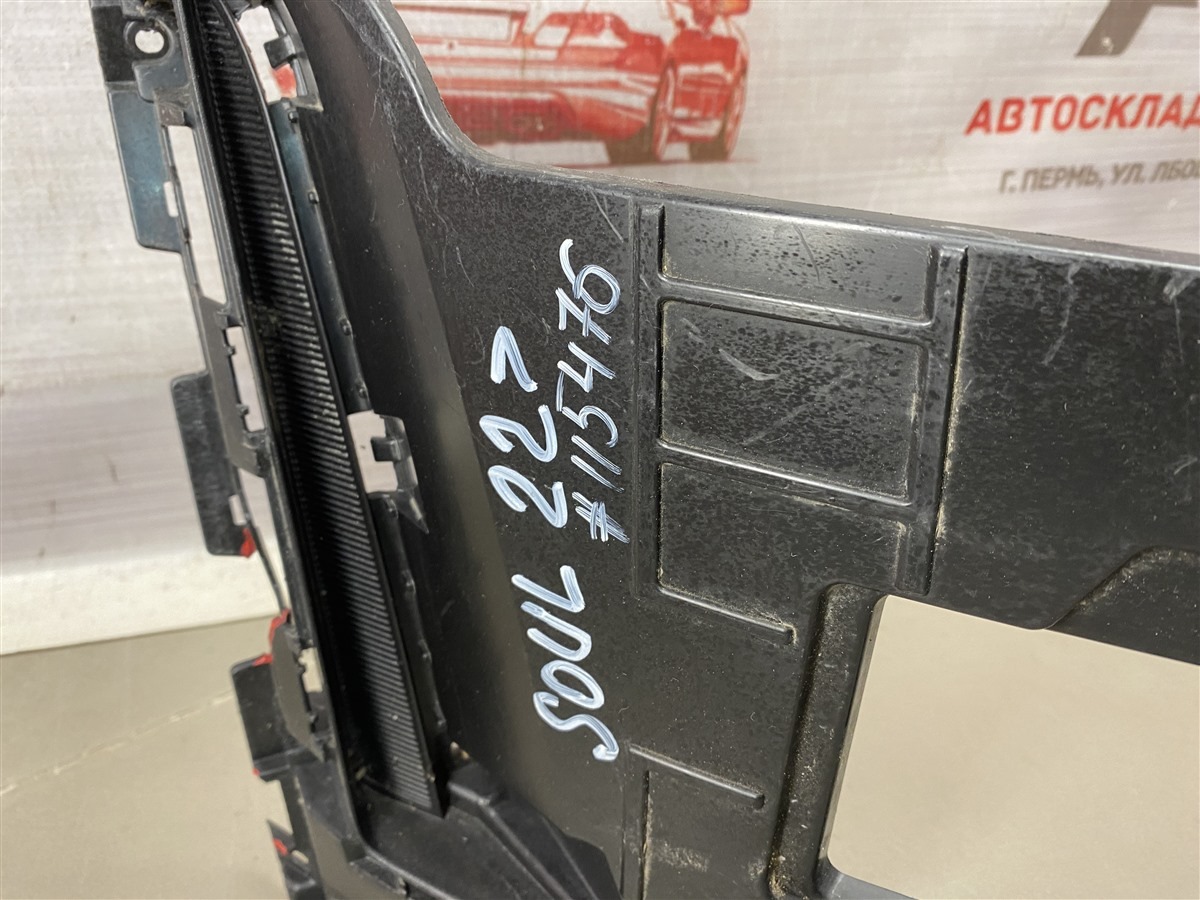 АВТОСКЛАД
Г. ПЕРМЬ, УЛ. ЛБО
SOUL 22>
#115476